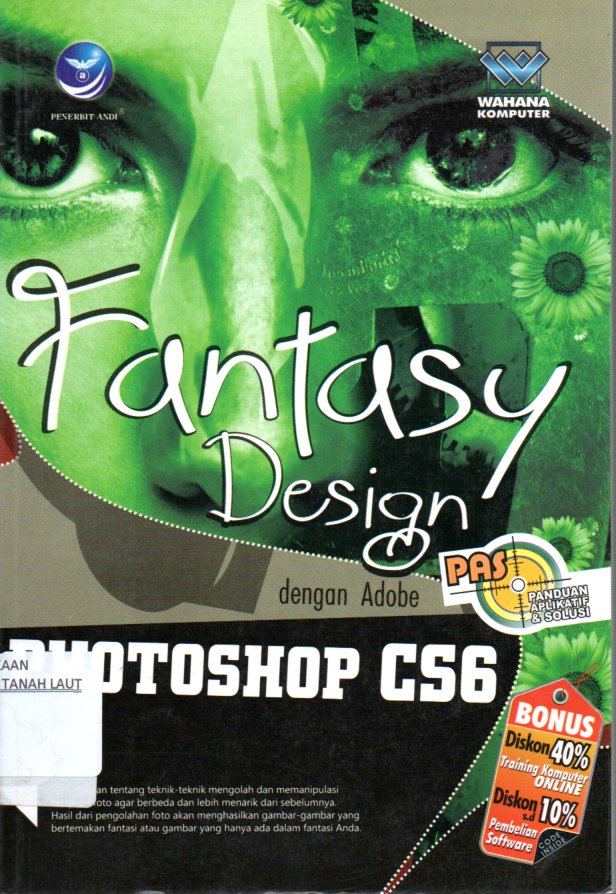 PENERBIT ANDI
WAHANA
KOMPUTER
Fantasy
Design
dengan Adobe
PHOTOSHOP CS6
PAS
PANDUAN
APLIKATIF
& SOLUSI
KAAN
TANAH LAUT
BONUS
Diskon 40%
Training Komputer
ONLINE
Diskon s.d 10%
Pembelian
Software
CODE
INSIDE
an tentang teknik-teknik mengolah dan memanipulasi
oto agar berbeda dan lebih menarik dari sebelumnya.
Hasil dari pengolahan foto akan menghasilkan gambar-gambar yang
bertemakan fantasi atau gambar yang hanya ada dalam fantasi Anda.